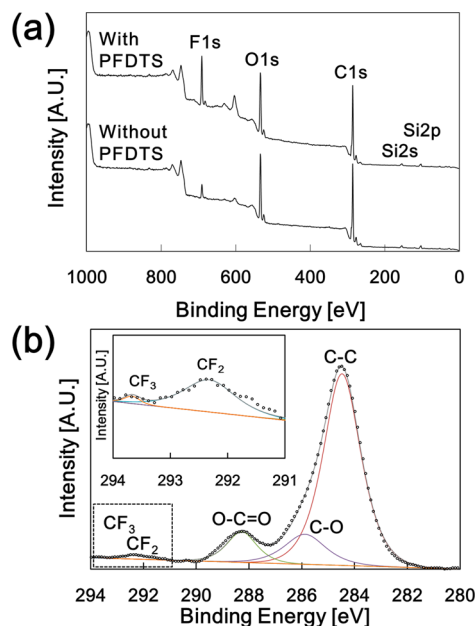 (a)
With
PFDTS
F1s
O1s
C1s
Without
PFDTS
Si2p
Si2s
Intensity [A.U.]
1000 800 600 400 200 0
Binding Energy [eV]
(b)
C-C
CF3
CF2
Intensity [A.U.]
294 293 292 291
O-C=O
C-O
CF3
CF2
Intensity [A.U.]
294 292 290 288 286 284 282 280
Binding Energy [eV]